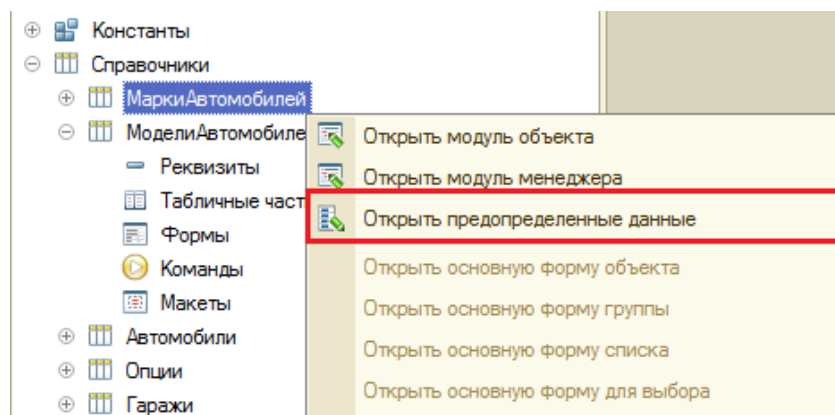 Константы
Справочники
МаркиАвтомобилей
МоделиАвтомобиле
Реквизиты
Табличные част
Формы
Команды
Макеты
Автомобили
Опции
Гаражи
Открыть модуль объекта
Открыть модуль менеджера
Открыть предопределенные данные
Открыть основную форму объекта
Открыть основную форму группы
Открыть основную форму списка
Открыть основную форму для выбора